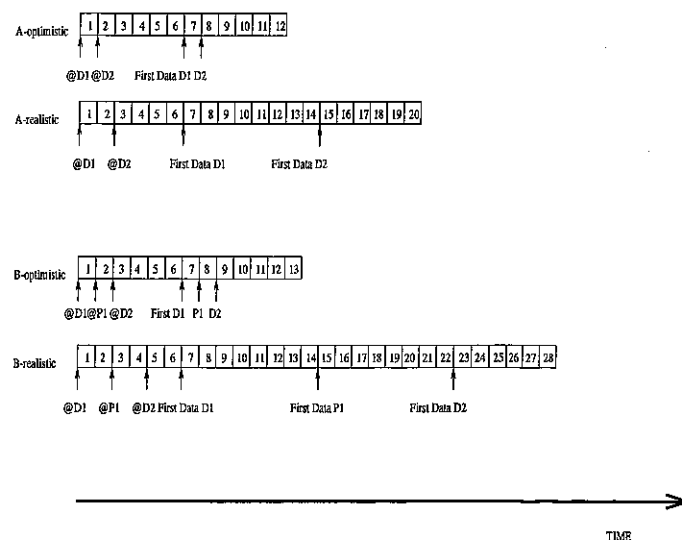 A-optimistic 1 2 3 4 5 6 7 8 9 10 11 12
@D1 @D2 First Data D1 D2
A-realistic 1 2 3 4 5 6 7 8 9 10 11 12 13 14 15 16 17 18 19 20
@D1 @D2 First Data D1 First Data D2
B-optimistic 1 2 3 4 5 6 7 8 9 10 11 12 13
@D1 @P1 @D2 First D1 P1 D2
B-realistic 1 2 3 4 5 6 7 8 9 10 11 12 13 14 15 16 17 18 19 20 21 22 23 24 25 26 27 28
@D1 @P1 @D2 First Data D1 First Data P1 First Data D2
TIME